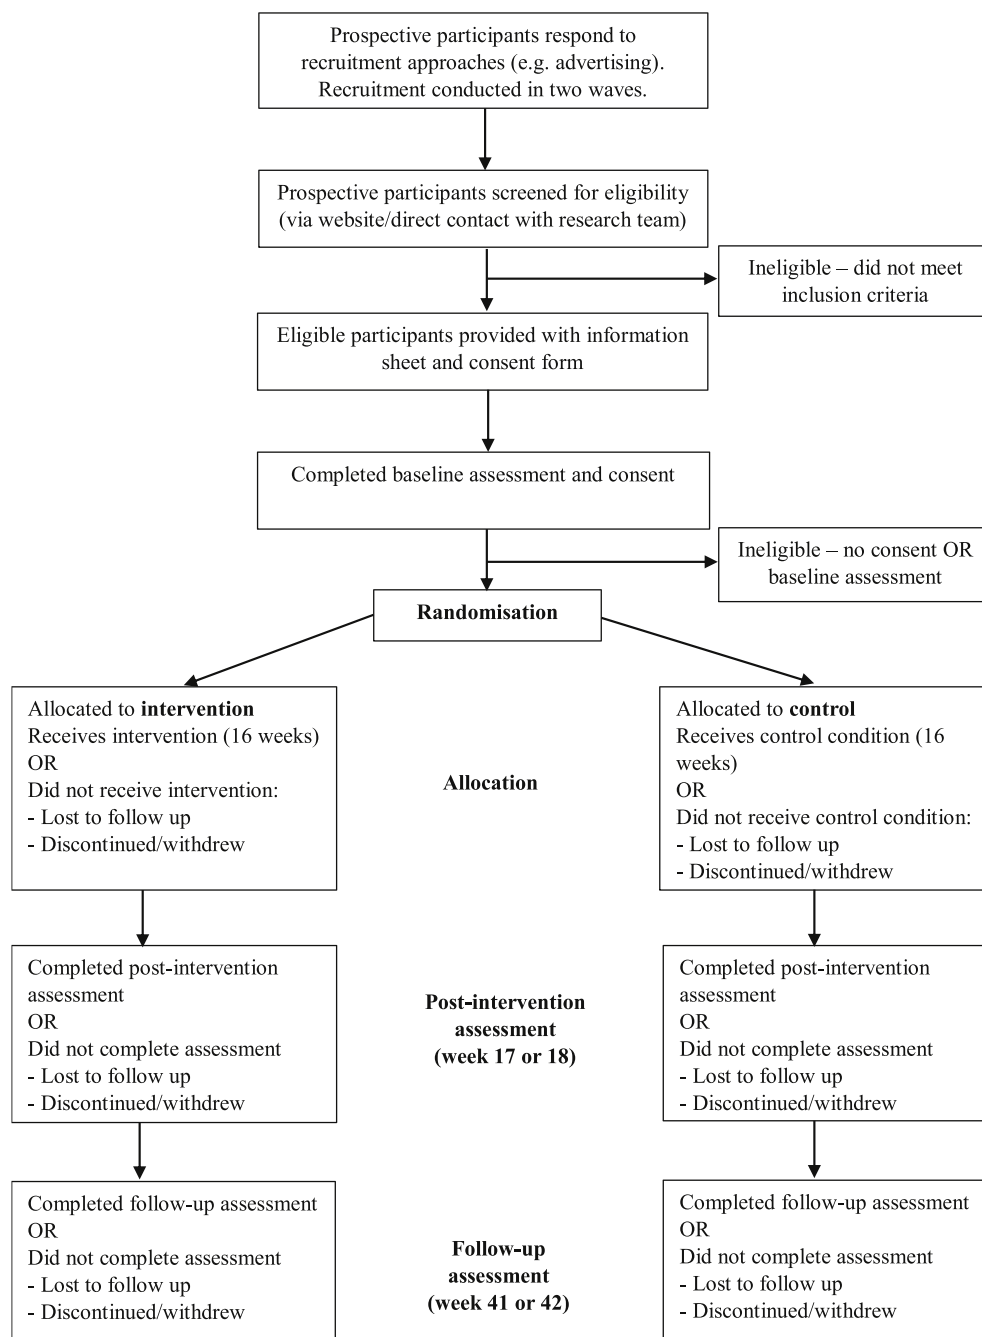 Prospective participants respond to
recruitment approaches (e.g. advertising).
Recruitment conducted in two waves.
Prospective participants screened for eligibility
(via website/direct contact with research team)
Ineligible – did not meet
inclusion criteria
Eligible participants provided with information
sheet and consent form
Completed baseline assessment and consent
Ineligible – no consent OR
baseline assessment
Randomisation
Allocated to intervention
Receives intervention (16 weeks)
OR
Did not receive intervention:
- Lost to follow up
- Discontinued/withdrew
Allocation
Allocated to control
Receives control condition (16
weeks)
OR
Did not receive control condition:
- Lost to follow up
- Discontinued/withdrew
Completed post-intervention
assessment
OR
Did not complete assessment
- Lost to follow up
- Discontinued/withdrew
Post-intervention
assessment
(week 17 or 18)
Completed post-intervention
assessment
OR
Did not complete assessment
- Lost to follow up
- Discontinued/withdrew
Completed follow-up assessment
OR
Did not complete assessment
- Lost to follow up
- Discontinued/withdrew
Follow-up
assessment
(week 41 or 42)
Completed follow-up assessment
OR
Did not complete assessment
- Lost to follow up
- Discontinued/withdrew